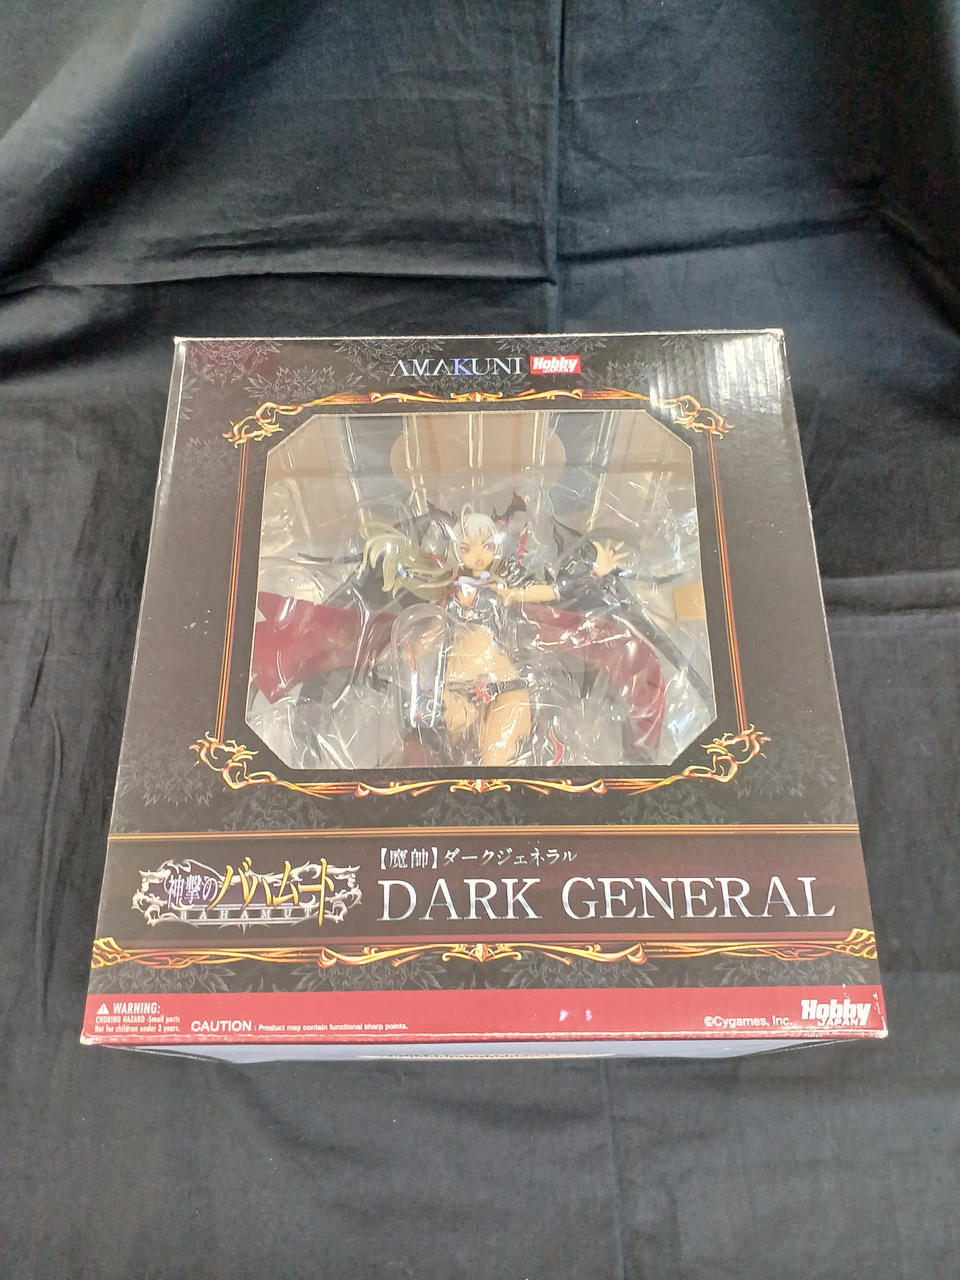 AMAKUNI Hobby JAPAN
【魔帥】ダークジェネラル
神撃のバハムート
BAHAMUT
DARK GENERAL
WARNING:
CHOKING HAZARD -Small parts
Not for children under 3 years.
CAUTION : Product may contain functional sharp points.
©Cygames, Inc.
Hobby JAPAN